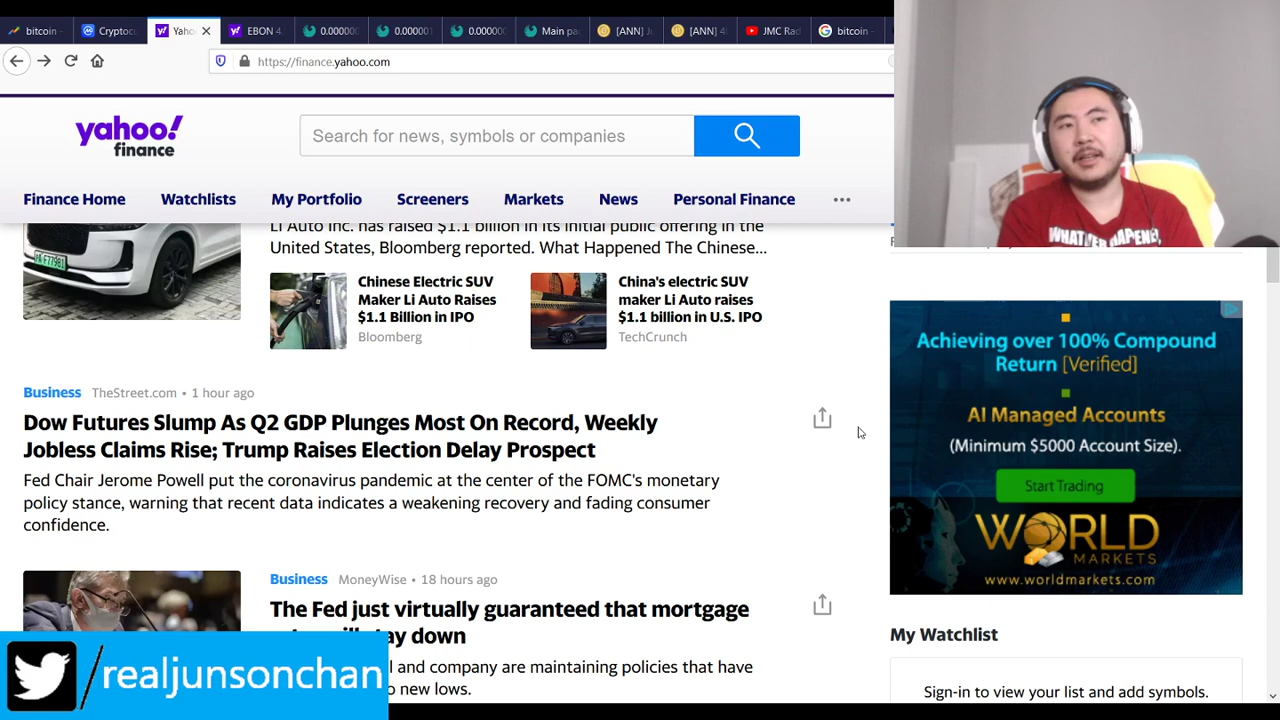 bitcoin
Cryptocu
Yaho
EBON 4.
0.000000
0.000001
0.000000
Main pa
[ANN] Ju
[ANN] 4
JMC Rad
bitcoin -
https://finance.yahoo.com
yahoo!
finance
Search for news, symbols or companies
Finance Home Watchlists My Portfolio Screeners Markets News Personal Finance
Li Auto Inc. has raised $1.1 billion in its initial public offering in the
United States, Bloomberg reported. What Happened The Chinese...
Chinese Electric SUV
Maker Li Auto Raises
$1.1 Billion in IPO
Bloomberg
China's electric SUV
maker Li Auto raises
$1.1 billion in U.S. IPO
TechCrunch
Business TheStreet.com • 1 hour ago
Dow Futures Slump As Q2 GDP Plunges Most On Record, Weekly
Jobless Claims Rise; Trump Raises Election Delay Prospect
Fed Chair Jerome Powell put the coronavirus pandemic at the center of the FOMC's monetary
policy stance, warning that recent data indicates a weakening recovery and fading consumer
confidence.
Business MoneyWise • 18 hours ago
The Fed just virtually guaranteed that mortgage
ay down
l and company are maintaining policies that have
new lows.
/realjunsonchan
WHAT
HAPPENE
Achieving over 100% Compound
Return [Verified]
AI Managed Accounts
(Minimum $5000 Account Size).
Start Trading
WORLD
MARKETS
www.worldmarkets.com
My Watchlist
Sign-in to view your list and add symbols.